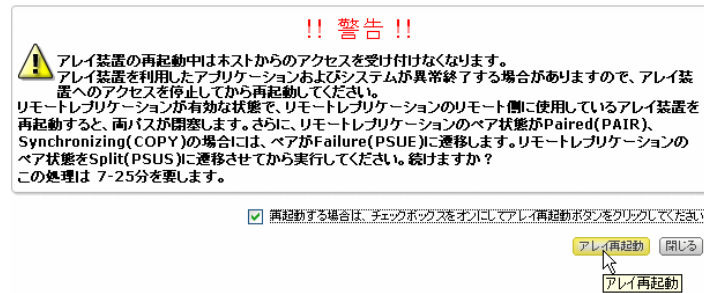 !! 警告 !!
アレイ装置の再起動中はホストからのアクセスを受け付けなくなります。
アレイ装置を利用したアプリケーションおよびシステムが異常終了する場合がありますので、アレイ装
置へのアクセスを停止してから再起動してください。
リモートレプリケーションが有効な状態で、リモートレプリケーションのリモート側に使用しているアレイ装置を
再起動すると、両パスが閉塞します。さらに、リモートレプリケーションのペア状態がPaired(PAIR)、
Synchronizing(COPY)の場合には、ペアがFailure(PSUE)に遷移します。リモートレプリケーションの
ペア状態をSplit(PSUS)に遷移させてから実行してください。続けますか？
この処理は 7-25分を要します。
再起動する場合は、チェックボックスをオンにしてアレイ再起動ボタンをクリックしてください
アレイ再起動 閉じる
アレイ再起動